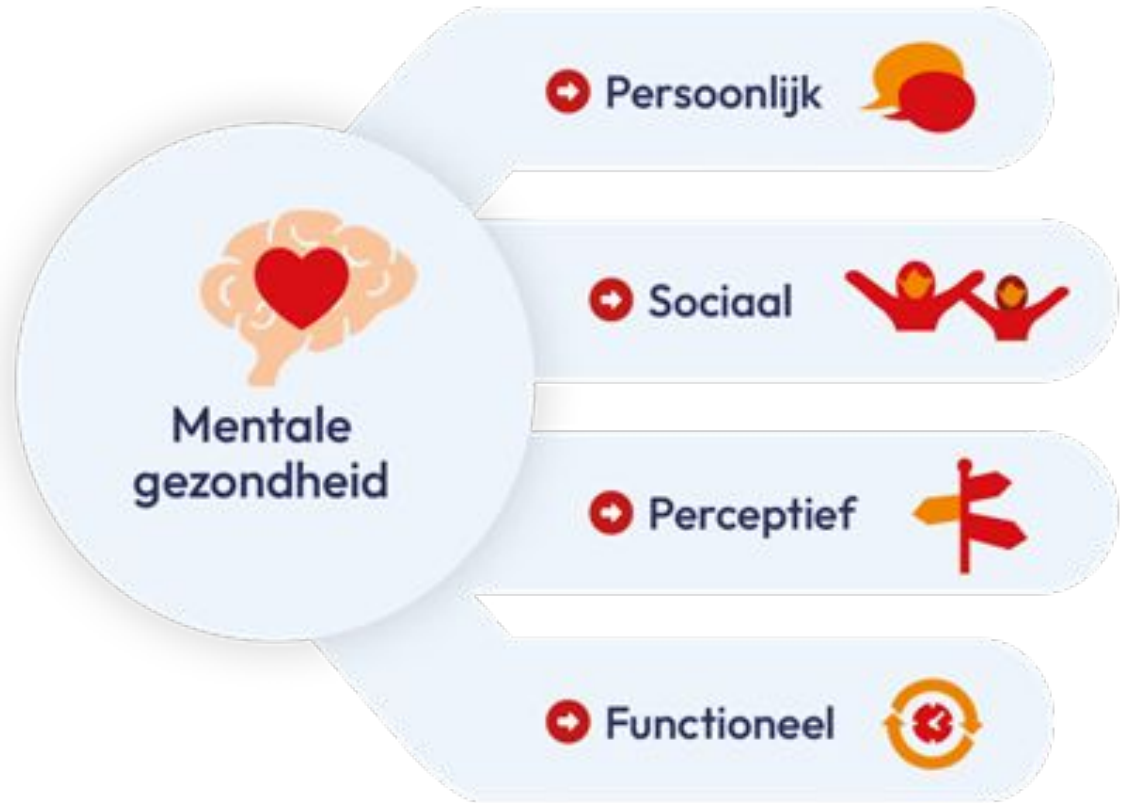 Persoonlijk
Sociaal
Mentale
gezondheid
Perceptief
Functioneel